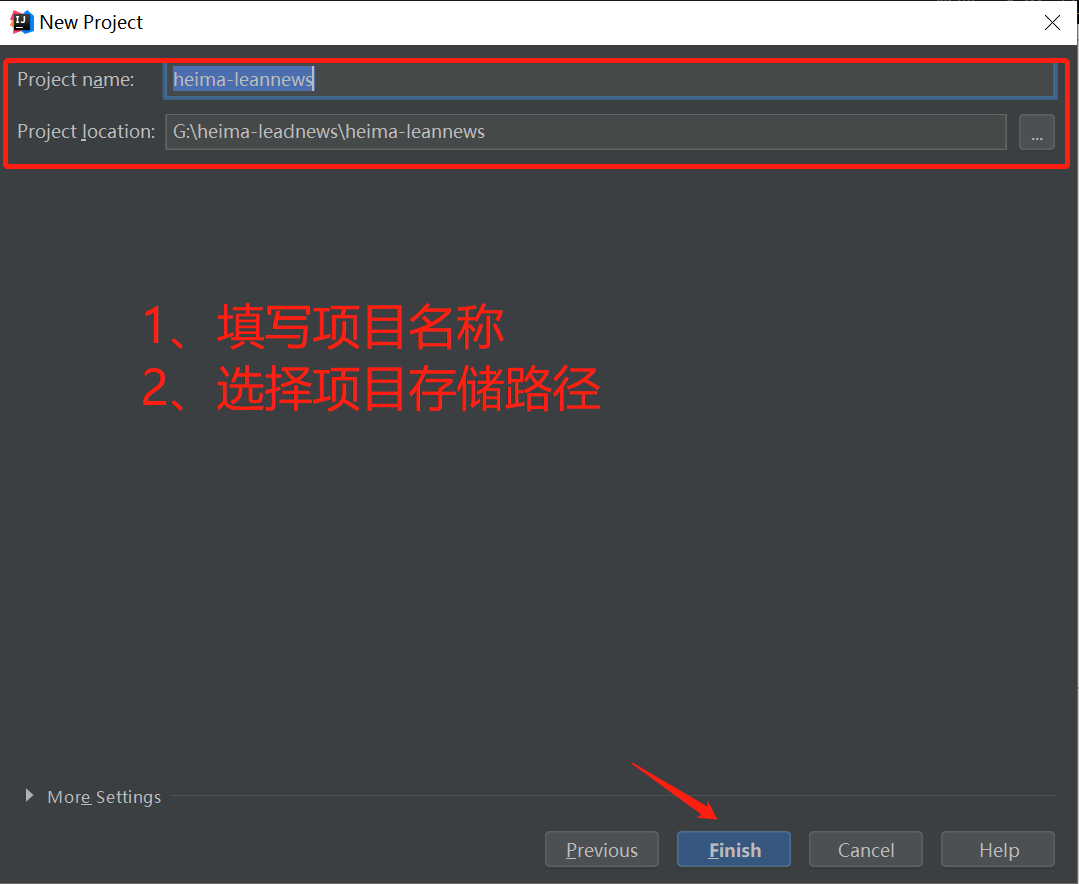 New Project
Project name: heima-leannews
Project location: G:\heima-leadnews\heima-leannews ...
1、填写项目名称
2、选择项目存储路径
More Settings
Previous Finish Cancel Help